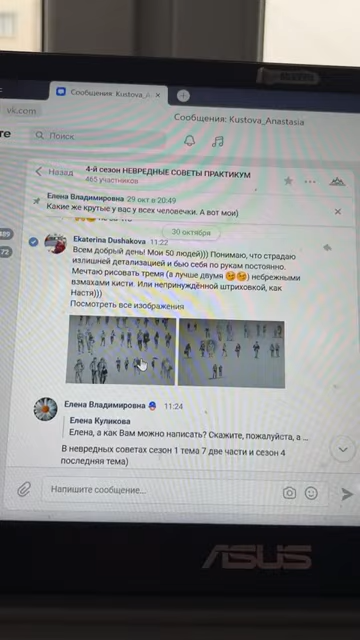 Сообщения: Kustova_A
vk.com
Сообщения: Kustova_Anastasia
те
Поиск
Назад
4-й сезон НЕВРЕДНЫЕ СОВЕТЫ ПРАКТИКУМ
465 участников
Елена Владимировна 29 окт в 20:49
Какие же крутые у вас у всех человечки. А вот мои)
30 октября
489
72
Ekaterina Dushakova 11:22
Всем добрый день! Мои 50 людей))) Понимаю, что страдаю
излишней детализацией и бью себя по рукам постоянно.
Мечтаю рисовать тремя (а лучше двумя 😉😉) небрежными
взмахами кисти. Или непринуждённой штриховкой, как
Насти)))
Посмотреть все изображения
Елена Владимировна 11:24
Елена Куликова
Елена, а как Вам можно написать? Скажите, пожалуйста, а ...
В невредных советах сезон 1 тема 7 две части и сезон 4
последняя тема)
Напишите сообщение...
ASUS